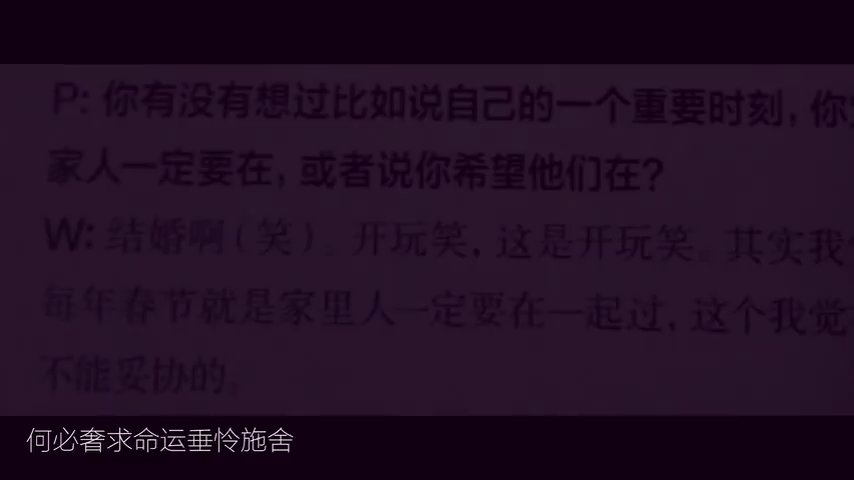 P: 你有没有想过比如说自己的一个重要时刻，你
家人一定要在，或者说你希望他们在？
W: 结婚啊（笑）。开玩笑，这是开玩笑。其实我
每年春节就是家里人一定要在一起过，这个我觉
不能妥协的。
何必奢求命运垂怜施舍